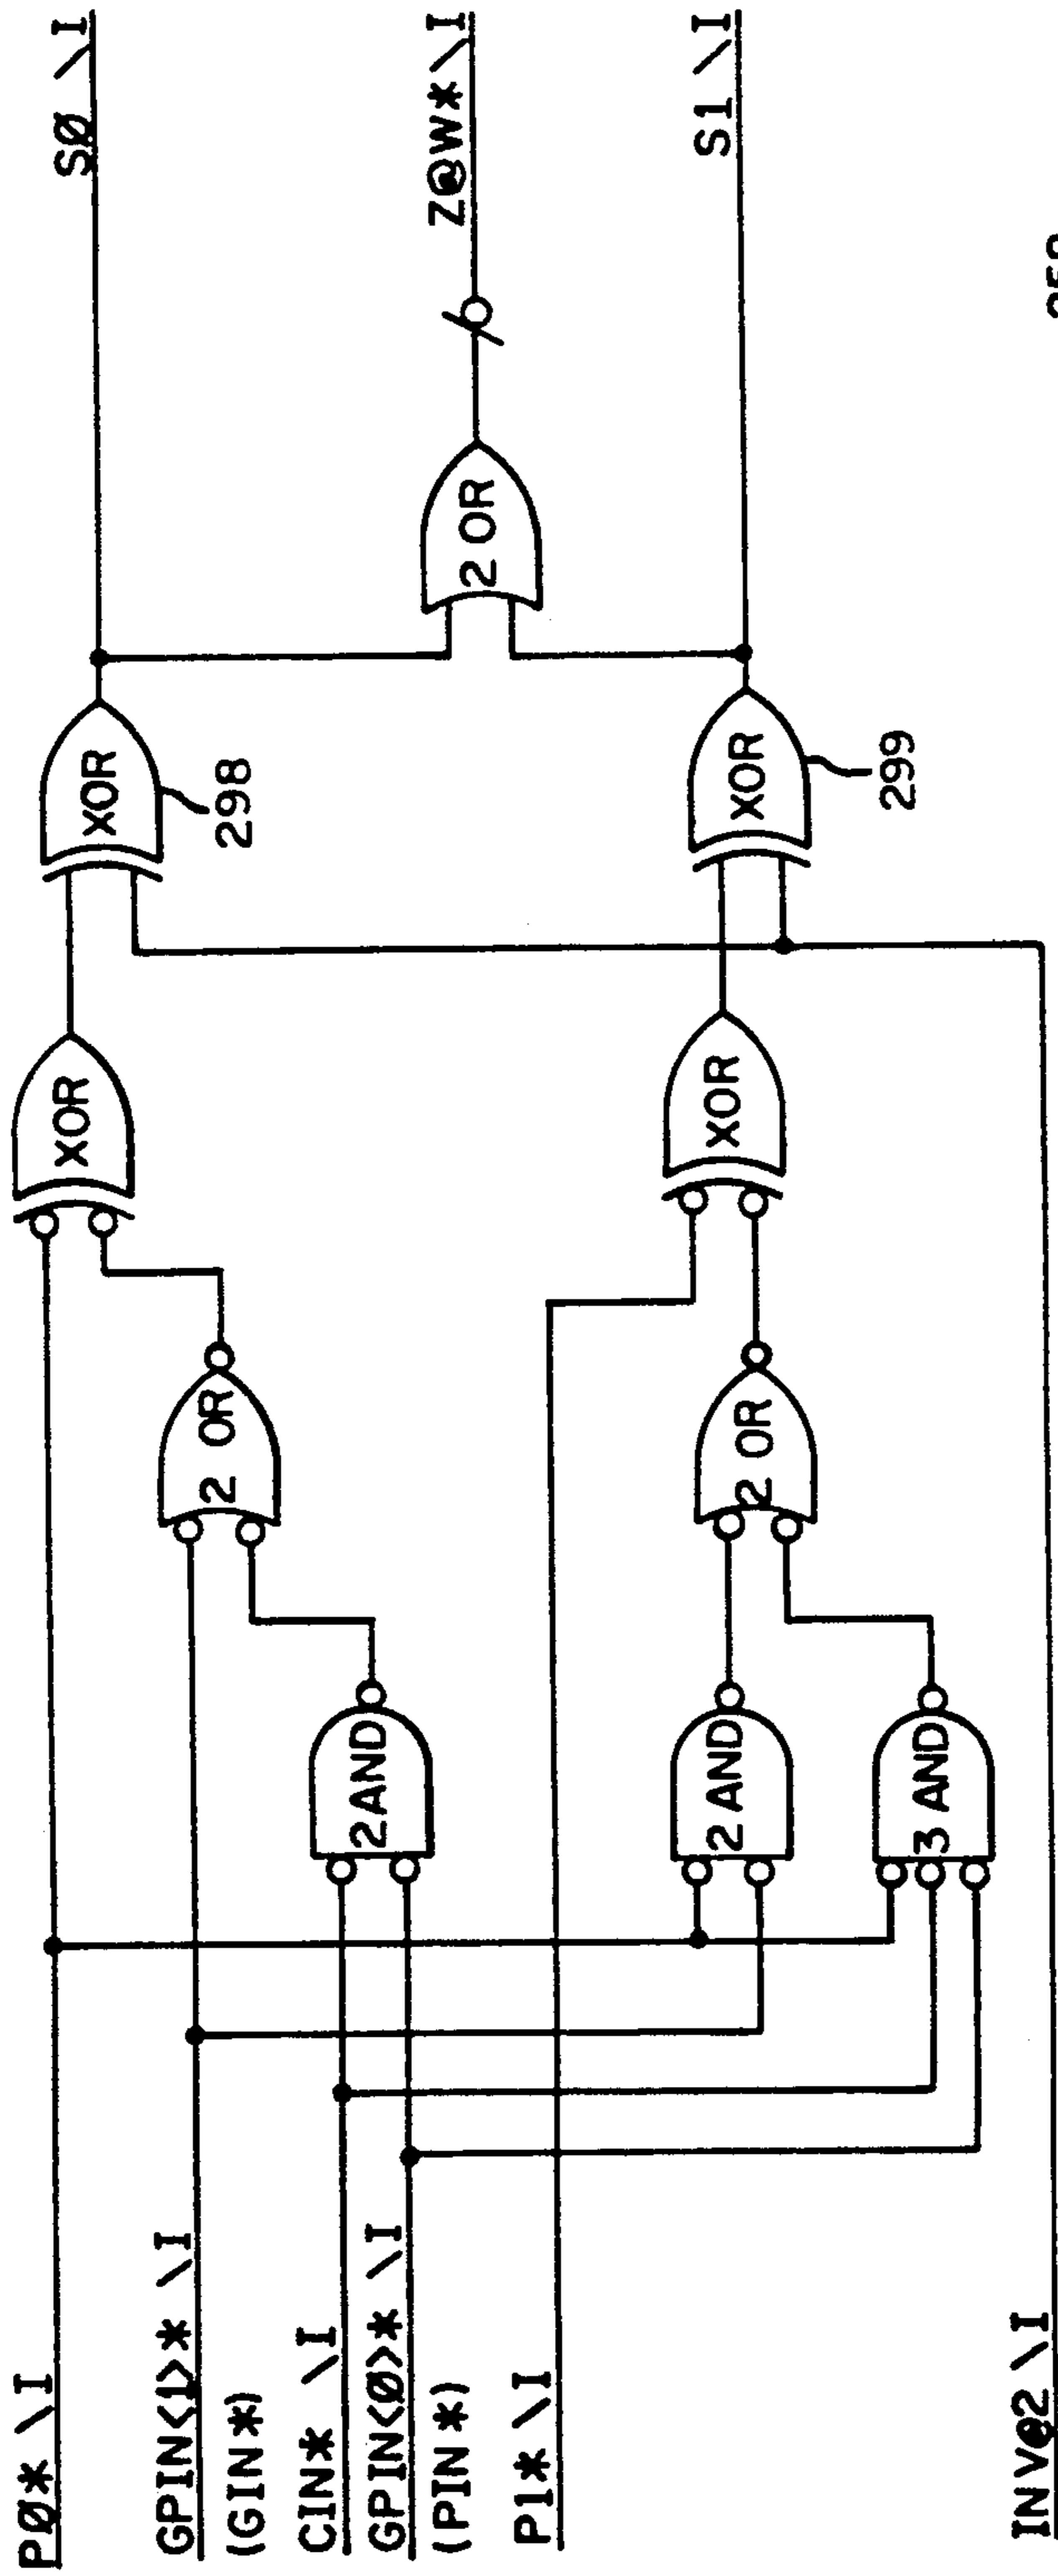 PØ* \I
GPIN<1>* \I
(GIN*)
CIN* \I
GPIN<Ø>* \I
(PIN*)
P1* \I
INV@2 \I
2AND
2 AND
3 AND
2 OR
2 OR
XOR
XOR
XOR
298
XOR
299
2 OR
SØ \I
Z@W*\I
S1 \I